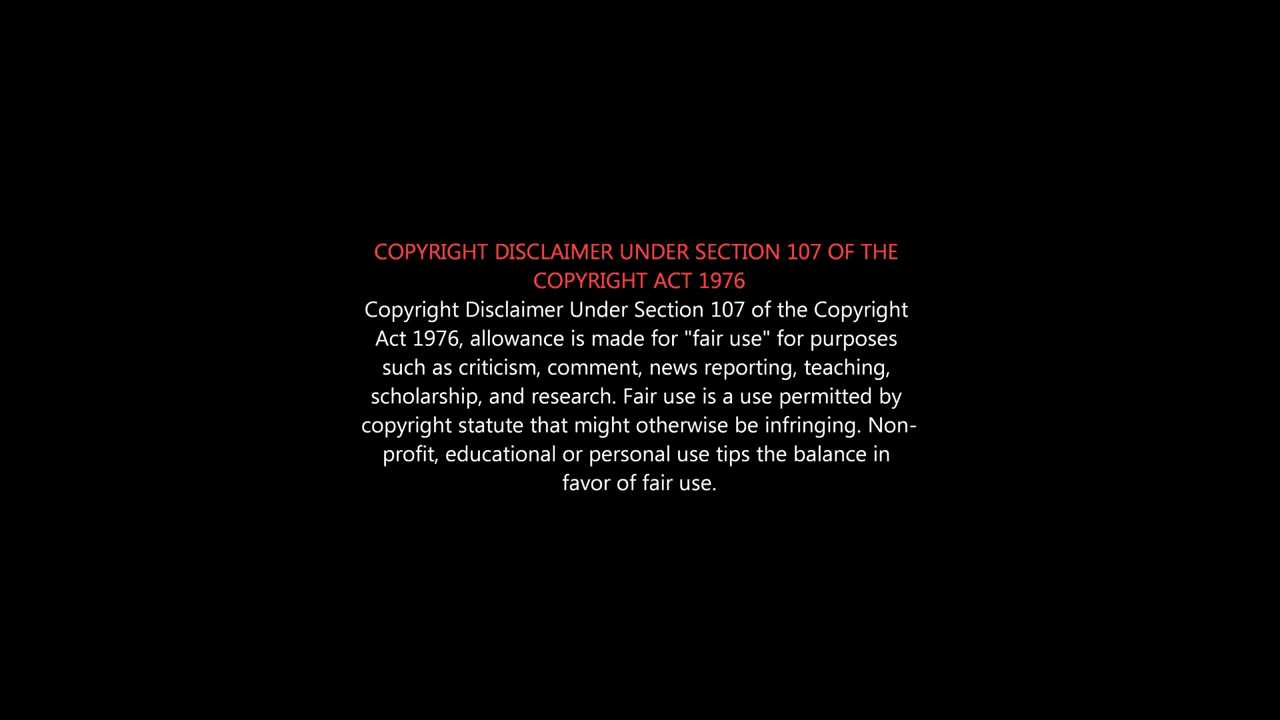 COPYRIGHT DISCLAIMER UNDER SECTION 107 OF THE
COPYRIGHT ACT 1976
Copyright Disclaimer Under Section 107 of the Copyright
Act 1976, allowance is made for "fair use" for purposes
such as criticism, comment, news reporting, teaching,
scholarship, and research. Fair use is a use permitted by
copyright statute that might otherwise be infringing. Non-
profit, educational or personal use tips the balance in
favor of fair use.